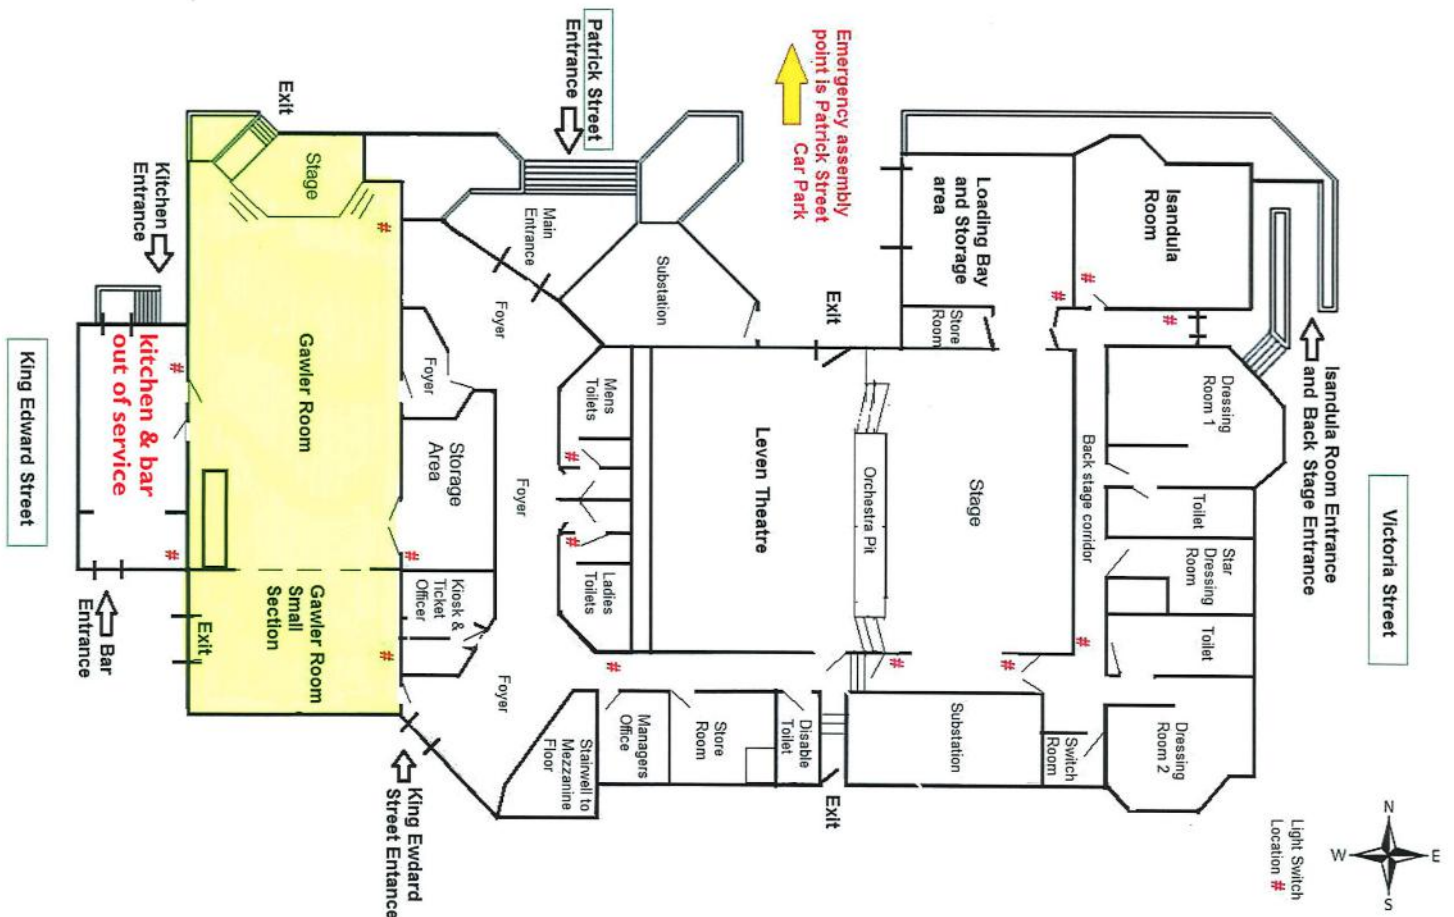 Emergency assembly
point is Patrick Street
Car Park
Patrick Street
Entrance
Exit
Stage
Kitchen
Entrance
Main
Entrance
Substation
Foyer
Exit
Loading Bay
and Storage
area
Isandula
Room
Store
Room
#
#
#
Isandula Room Entrance
and Back Stage Entrance
Victoria Street
King Edward Street
kitchen & bar
out of service
#
#
#
Gawler Room
Foyer
Storage
Area
#
Foyer
Mens
Toilets
#
Ladies
Toilets
#
Leven Theatre
Orchestra Pit
Stage
Back stage corridor
Dressing
Room 1
Toilet
Star
Dressing
Room
Toilet
Dressing
Room 2
Bar
Entrance
Exit
Gawler Room
Small
Section
#
Kiosk &
Ticket
Officer
Foyer
King Ewdard
Street Entance
Stairwell to
Mezzanine
Floor
#
Managers
Office
Store
Room
Disable
Toilet
Exit
#
Substation
#
#
Switch
Room
Light Switch
Location #
N
W
E
S